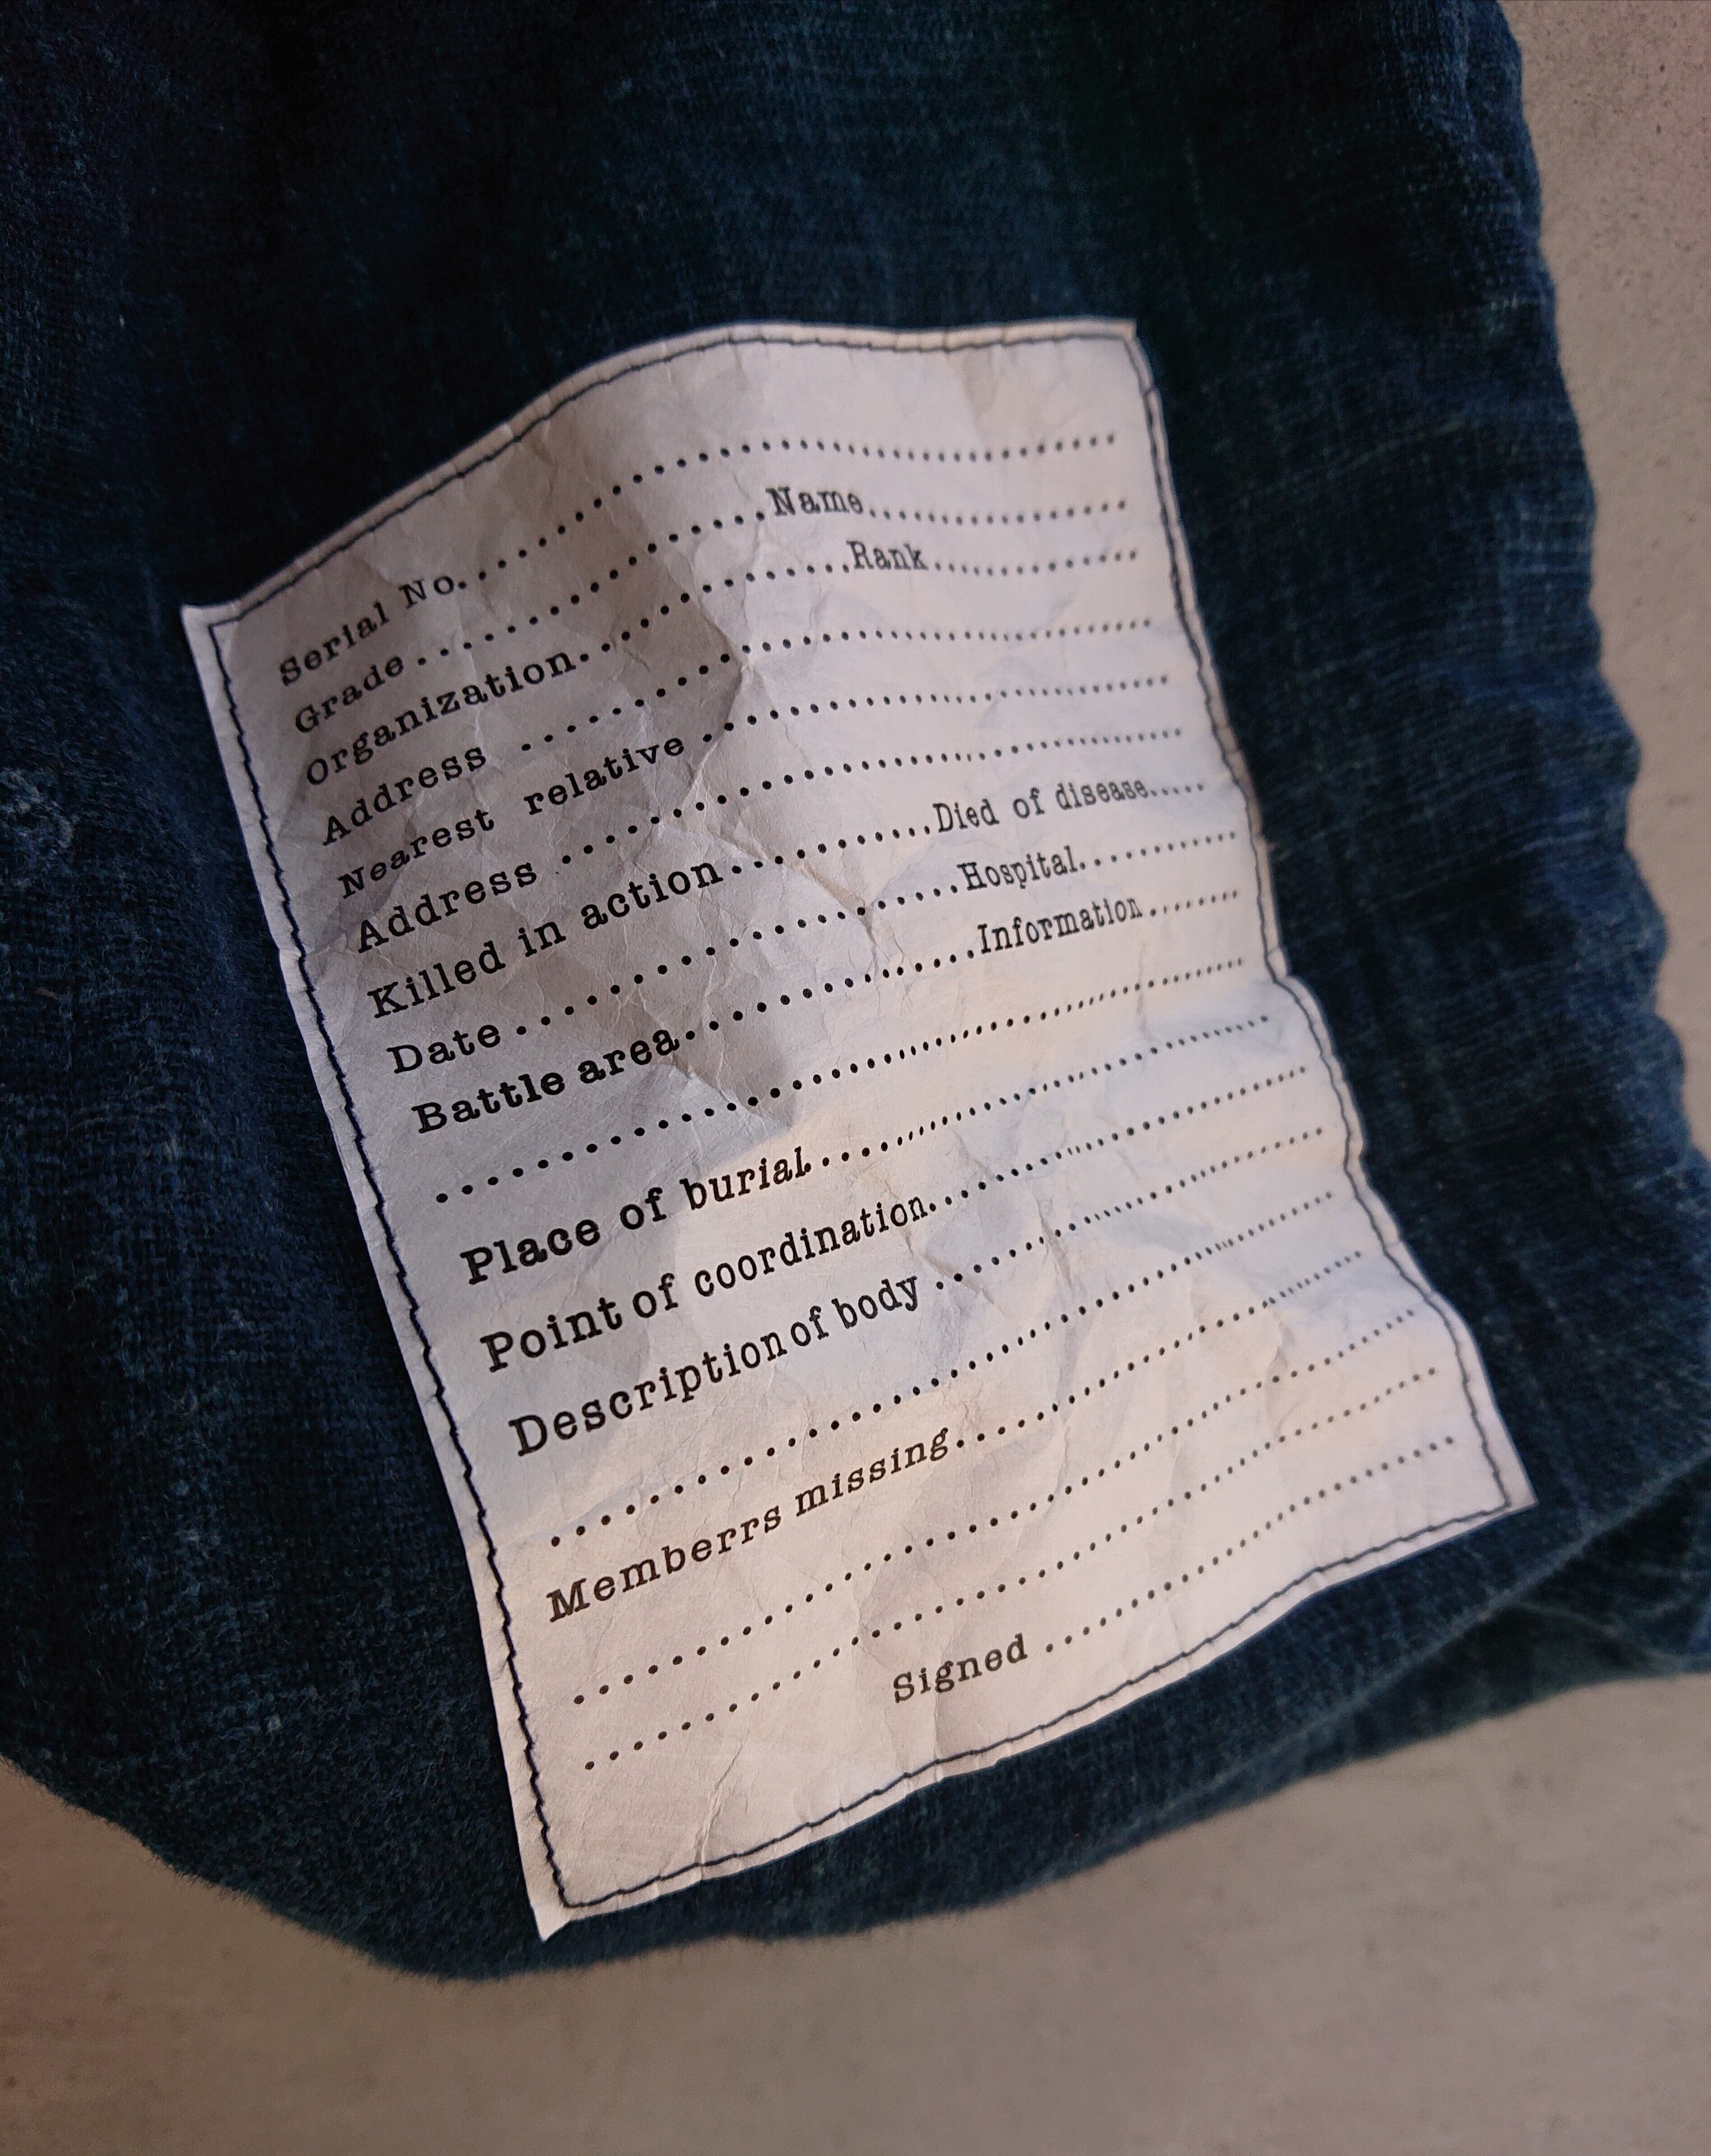 Serial No..............................
Grade....................Name..............
Organization.............Rank.............
Address ..............................
Nearest relative ........................
Address ..............................
Killed in action..........Died of disease.....
Date....................Hospital...........
Battle area.............Information........
........................................
Place of burial..........................
Point of coordination....................
Description of body .....................
........................................
Memberrs missing.......................
........................................
........................................
Signed .....................